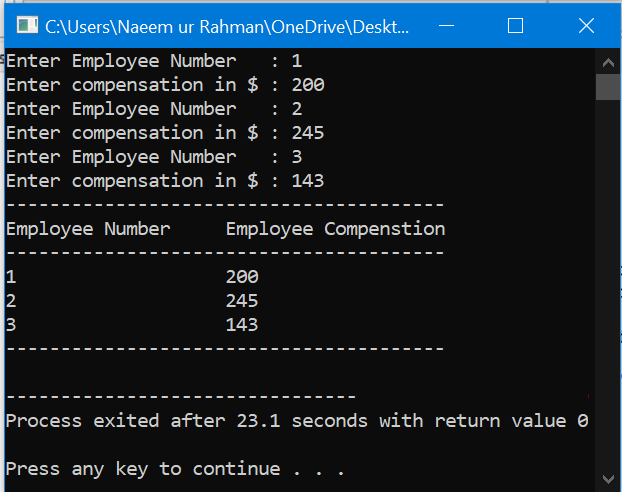 C:\Users\Naeem ur Rahman\OneDrive\Deskt...
Enter Employee Number   : 1
Enter compensation in $ : 200
Enter Employee Number   : 2
Enter compensation in $ : 245
Enter Employee Number   : 3
Enter compensation in $ : 143
----------------------------------------
Employee Number     Employee Compenstion
----------------------------------------
1                   200
2                   245
3                   143
----------------------------------------
--------------------------------
Process exited after 23.1 seconds with return value 0
Press any key to continue . . .